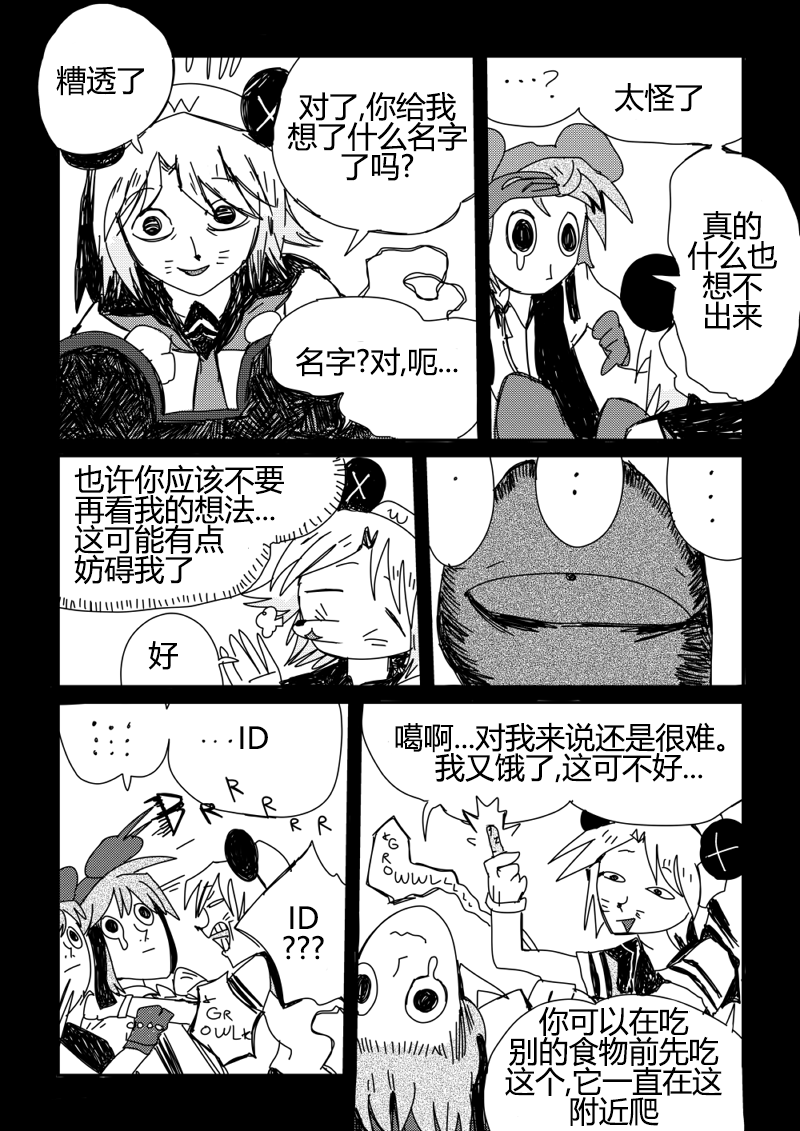 糟透了
对了,你给我
想了什么名字
了吗?
名字?对,呃...
...?
太怪了
真的
什么也
想不
出来
也许你应该不要
再看我的想法...
这可能有点
妨碍我了
好
.
:
:
:::
...ID
BRRRRR
ID
???
*GR
OWL*
噶啊...对我来说还是很难。
我又饿了,这可不好...
*G
RO
OWWW
你可以在吃
别的食物前先吃
这个,它一直在这
附近爬